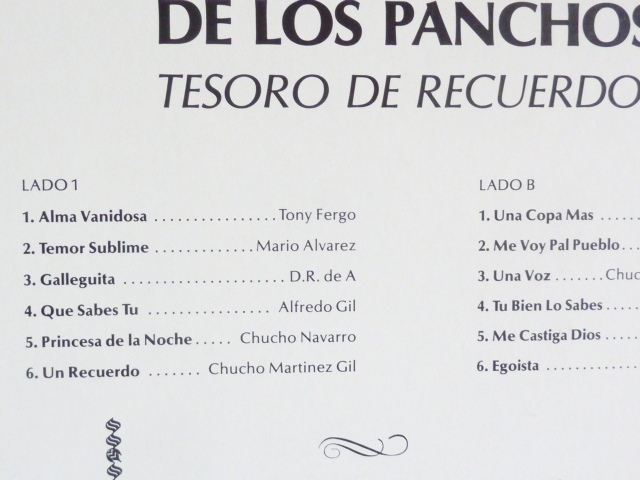 DE LOS PANCHOS
TESORO DE RECUERDO
LADO 1
1. Alma Vanidosa ................ Tony Fergo
2. Temor Sublime ............. Mario Alvarez
3. Galleguita ..................... D.R. de A
4. Que Sabes Tu ................ Alfredo Gil
5. Princesa de la Noche ..... Chucho Navarro
6. Un Recuerdo ....... Chucho Martinez Gil
LADO B
1. Una Copa Mas .....
2. Me Voy Pal Pueblo ...
3. Una Voz ....... Chuc
4. Tu Bien Lo Sabes .....
5. Me Castiga Dios .....
6. Egoista .............